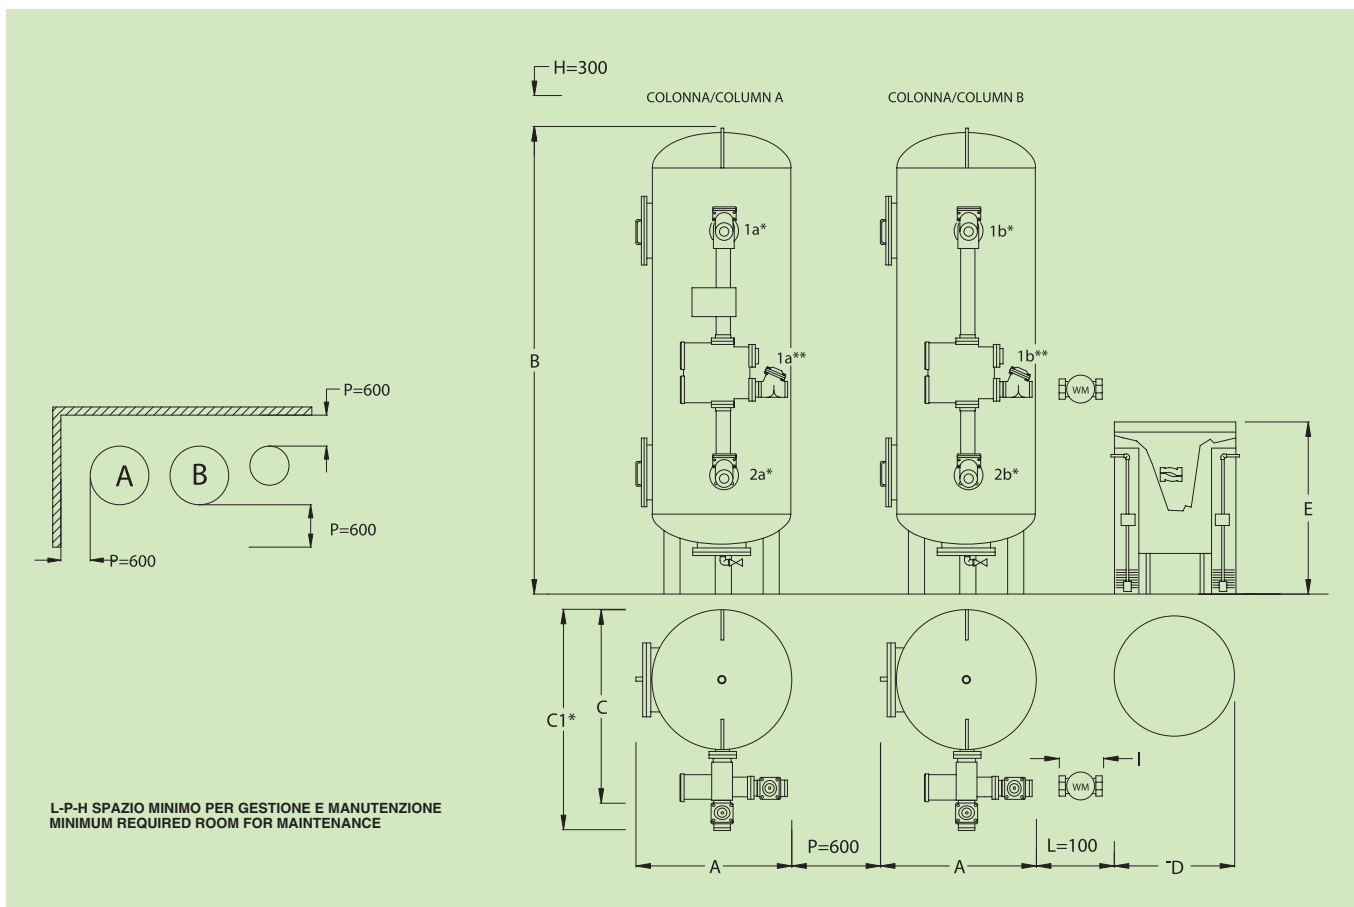 H=300
COLONNA/COLUMN A
COLONNA/COLUMN B
1a*
1b*
B
1a**
1b**
WM
P=600
A
B
P=600
P=600
2a*
2b*
E
C1*
C
I
WM
L-P-H SPAZIO MINIMO PER GESTIONE E MANUTENZIONE
MINIMUM REQUIRED ROOM FOR MAINTENANCE
A
P=600
A
L=100
D